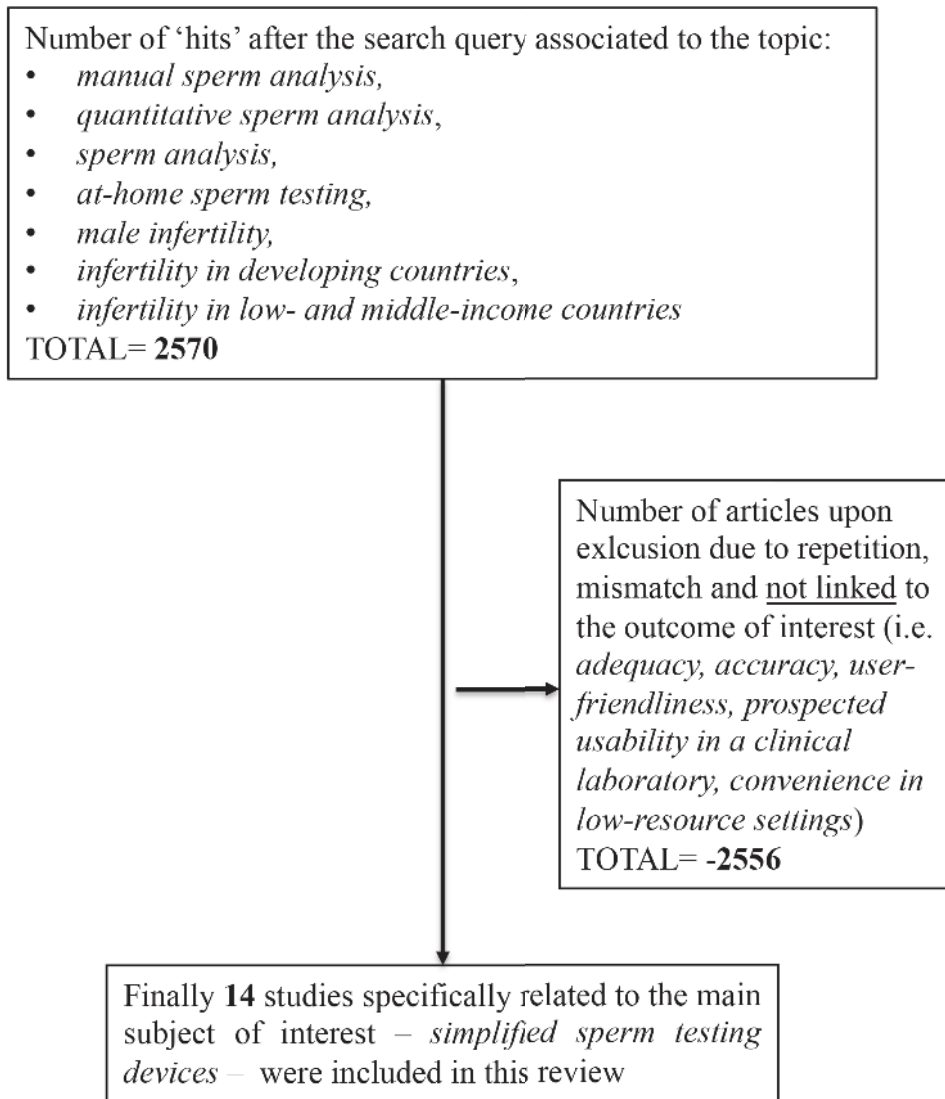 Number of ‘hits’ after the search query associated to the topic:
• manual sperm analysis,
• quantitative sperm analysis,
• sperm analysis,
• at-home sperm testing,
• male infertility,
• infertility in developing countries,
• infertility in low- and middle-income countries
TOTAL= 2570
Number of articles upon
exlcusion due to repetition,
mismatch and not linked to
the outcome of interest (i.e.
adequacy, accuracy, user-
friendliness, prospected
usability in a clinical
laboratory, convenience in
low-resource settings)
TOTAL= -2556
Finally 14 studies specifically related to the main
subject of interest – simplified sperm testing
devices – were included in this review